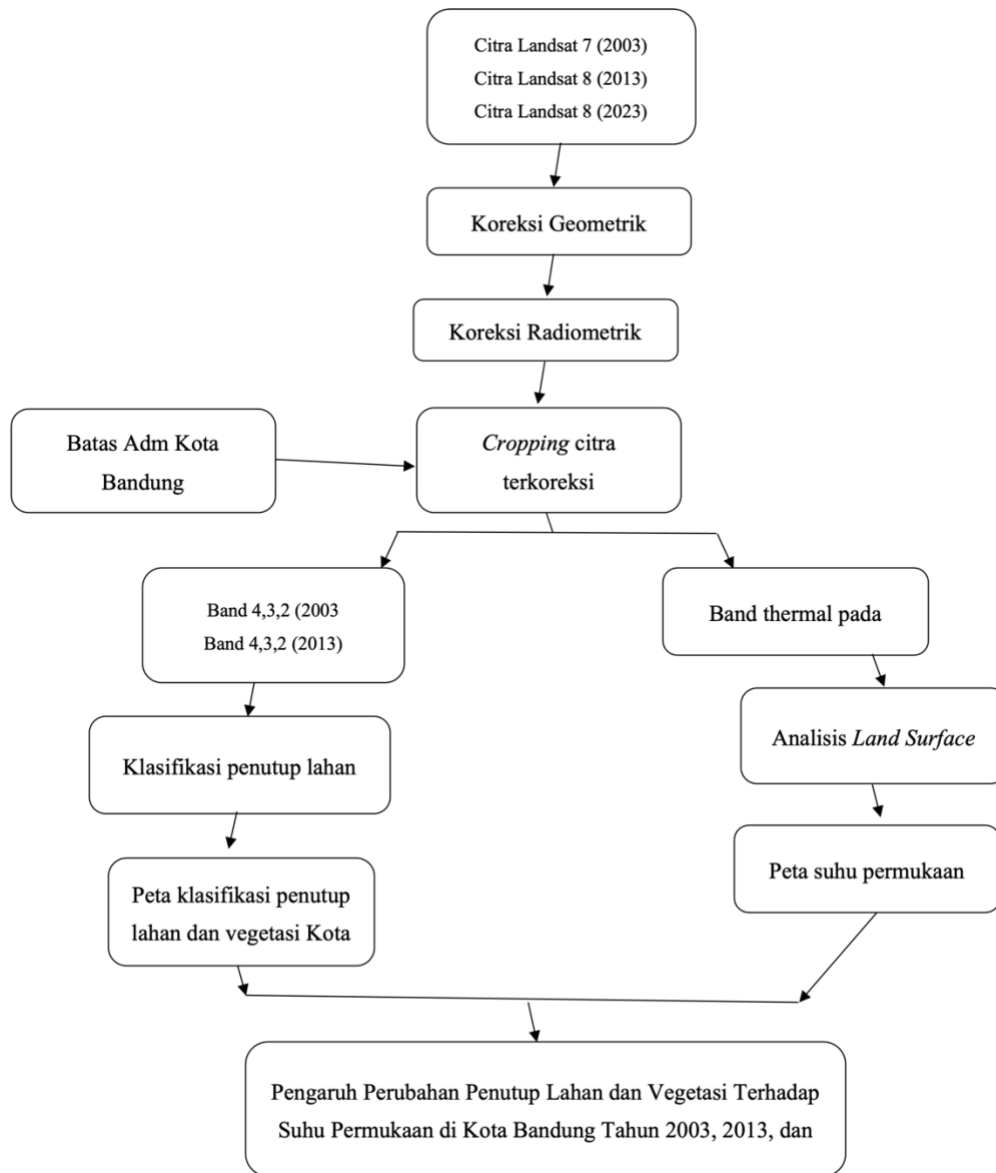 Citra Landsat 7 (2003)
Citra Landsat 8 (2013)
Citra Landsat 8 (2023)
Koreksi Geometrik
Koreksi Radiometrik
Batas Adm Kota
Bandung
Cropping citra
terkoreksi
Band 4,3,2 (2003
Band 4,3,2 (2013)
Band thermal pada
Klasifikasi penutup lahan
Analisis Land Surface
Peta klasifikasi penutup
lahan dan vegetasi Kota
Peta suhu permukaan
Pengaruh Perubahan Penutup Lahan dan Vegetasi Terhadap
Suhu Permukaan di Kota Bandung Tahun 2003, 2013, dan